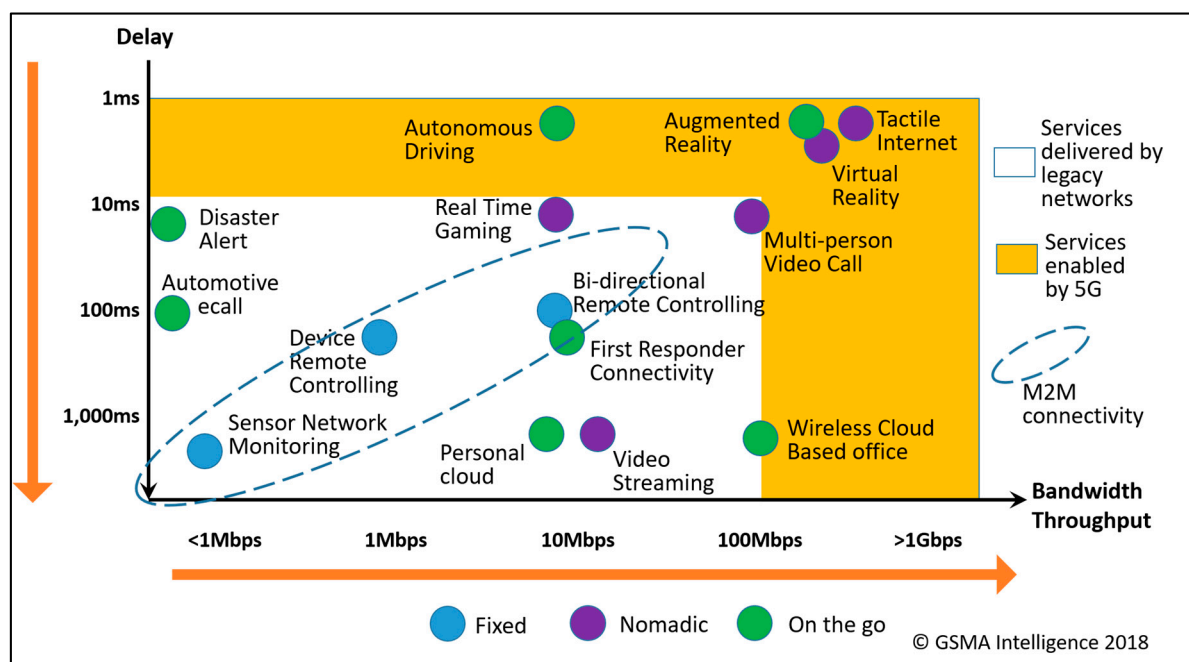 Delay
1ms
10ms
100ms
1,000ms
Autonomous
Driving
Augmented
Reality
Tactile
Internet
Virtual
Reality
Disaster
Alert
Real Time
Gaming
Multi-person
Video Call
Automotive
ecall
Bi-directional
Remote Controlling
Device
Remote
Controlling
First Responder
Connectivity
Sensor Network
Monitoring
Personal
cloud
Video
Streaming
Wireless Cloud
Based office
Services
delivered by
legacy
networks
Services
enabled
by 5G
M2M
connectivity
Bandwidth
Throughput
<1Mbps
1Mbps
10Mbps
100Mbps
>1Gbps
Fixed
Nomadic
On the go
© GSMA Intelligence 2018